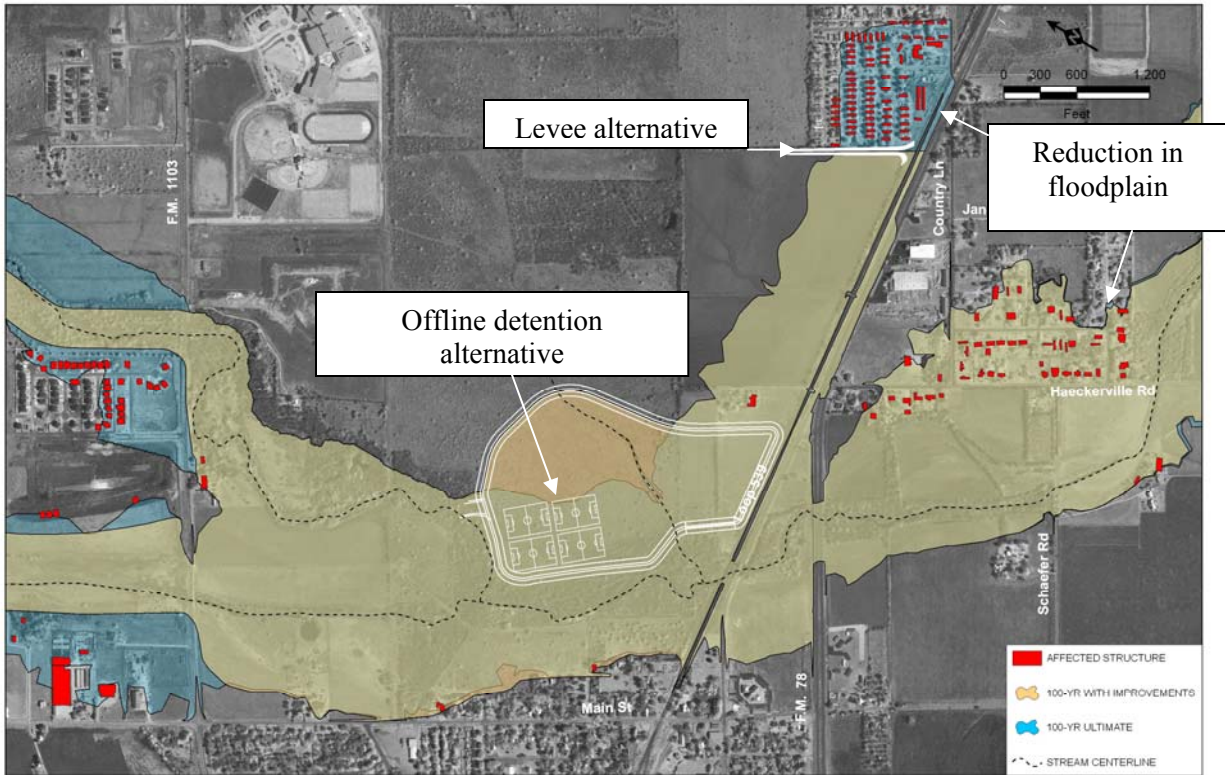 F.M. 1103
Levee alternative
0 300 600 1,200
Feet
Reduction in
floodplain
Country Ln
Jan
Offline detention
alternative
Haeckerville Rd
Loop 539
Schaefer Rd
F.M. 78
Main St
AFFECTED STRUCTURE
100-YR WITH IMPROVEMENTS
100-YR ULTIMATE
STREAM CENTERLINE